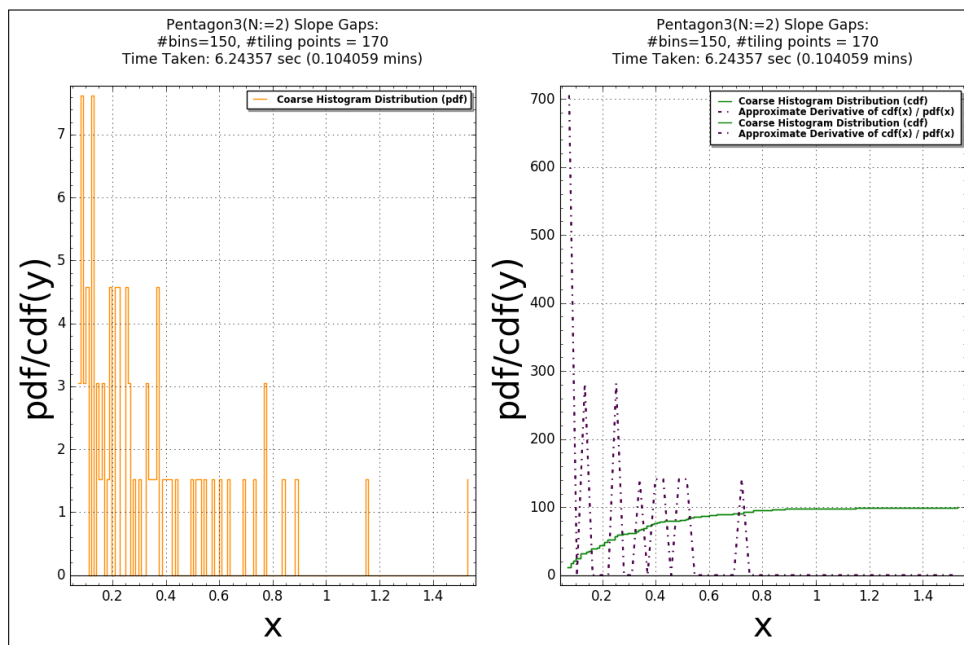 Pentagon3(N:=2) Slope Gaps:
#bins=150, #tiling points = 170
Time Taken: 6.24357 sec (0.104059 mins)
Coarse Histogram Distribution (pdf)
pdf/cdf(y)
7
6
5
4
3
2
1
0
0.2
0.4
0.6
0.8
1
1.2
1.4
x
Pentagon3(N:=2) Slope Gaps:
#bins=150, #tiling points = 170
Time Taken: 6.24357 sec (0.104059 mins)
Coarse Histogram Distribution (cdf)
Approximate Derivative of cdf(x) / pdf(x)
Coarse Histogram Distribution (cdf)
Approximate Derivative of cdf(x) / pdf(x)
pdf/cdf(y)
700
600
500
400
300
200
100
0
0.2
0.4
0.6
0.8
1
1.2
1.4
x